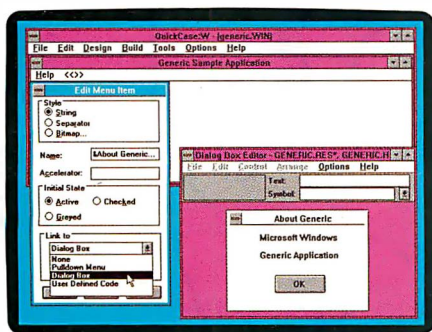 QuickCase:W - [generic.WIN]
File Edit Design Build Tools Options Help
Generic Sample Application
Help <<>>
Edit Menu Item
Style
String
Separator
Bitmap...
Name: &About Generic...
Accelerator:
Initial State
Active Checked
Greyed
Link to
Dialog Box
None
Pulldown Menu
Dialog Box
User Defined Code
Dialog Box Editor - GENERIC.RES*, GENERIC.H
File Edit Control Arrange Options Help
Text:
Symbol:
About Generic
Microsoft Windows
Generic Application
OK